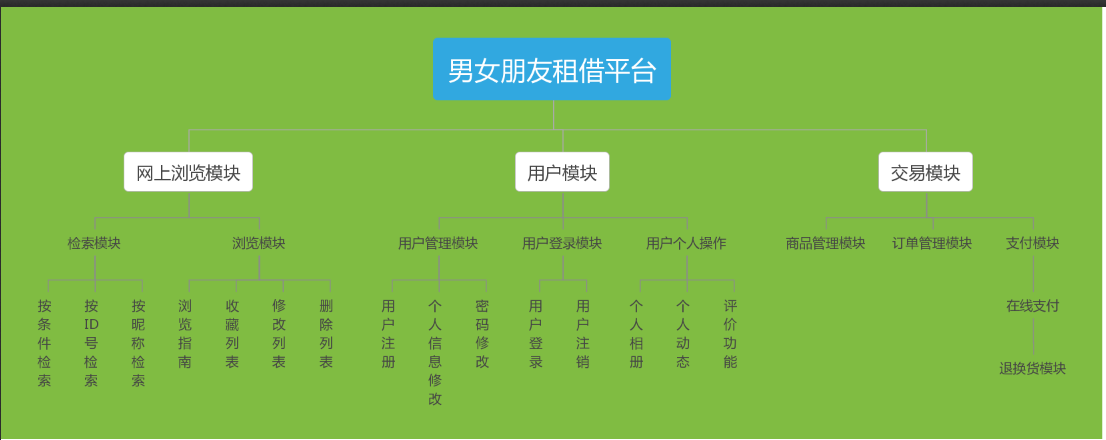 男女朋友租借平台
网上浏览模块
用户模块
交易模块
检索模块
浏览模块
用户管理模块
用户登录模块
用户个人操作
商品管理模块
订单管理模块
支付模块
按条件检索
按ID号检索
按昵称检索
浏览指南
收藏列表
修改列表
删除列表
用户注册
个人信息修改
密码修改
用户登录
用户注销
个人相册
个人动态
评价功能
在线支付
退换货模块